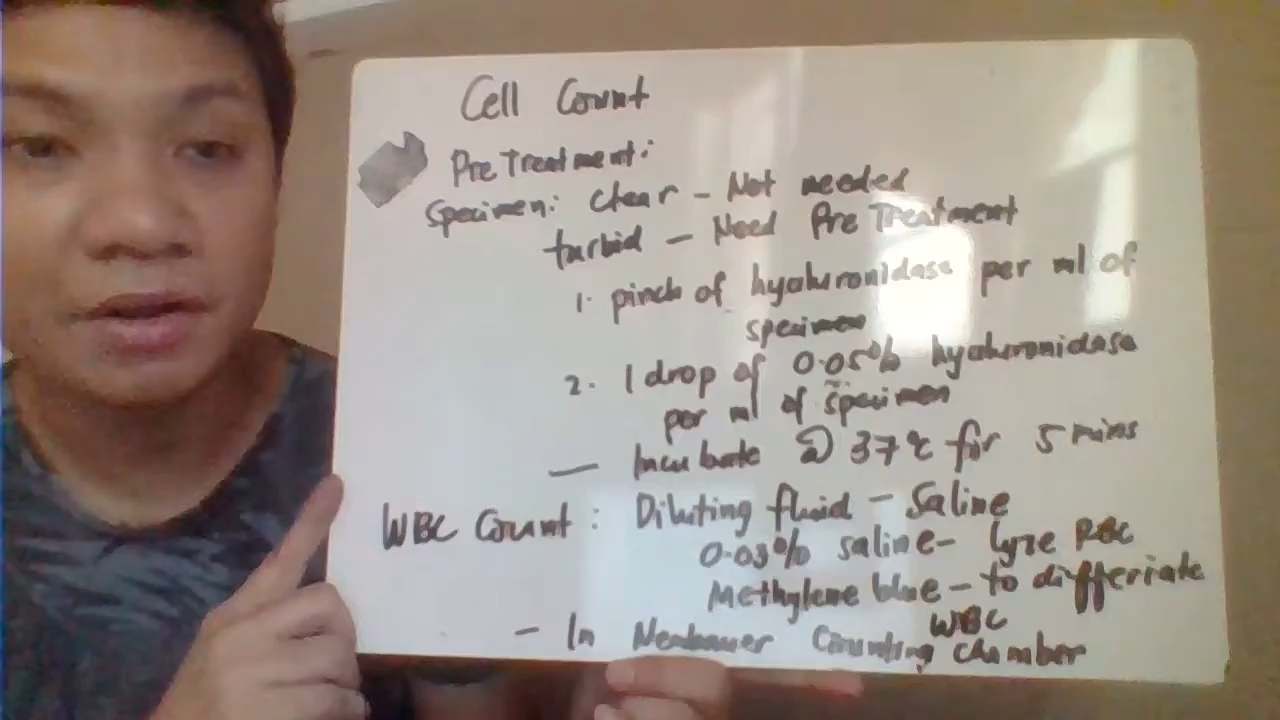 Cell Count
Pre Treatment:
Specimen: clear - Not needed
turbid - Need Pre Treatment
1. pinch of hyaluronidase per ml of
specimen
2. 1 drop of 0.05% hyaluronidase
per ml of specimen
— Incubate @ 37°C for 5 mins
WBC Count: Diluting fluid - Saline
0.03% saline - lyse RBC
Methylene blue - to differiate
WBC
- In Neubauer Counting chamber